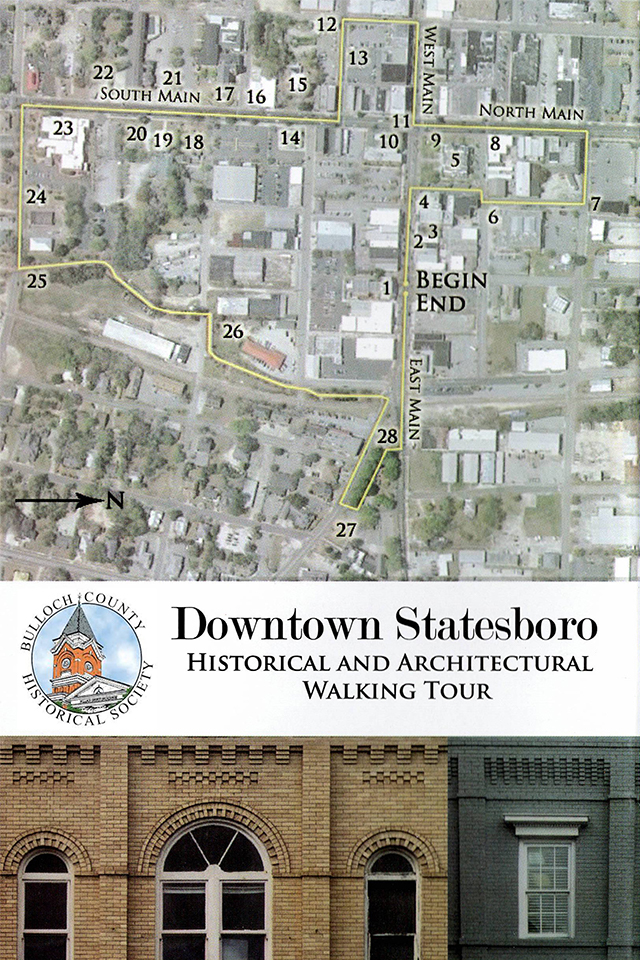 12
WEST MAIN
13
22
21
17
16
15
SOUTH MAIN
NORTH MAIN
11
23
20
19
18
14
10
9
5
8
24
4
6
7
2
3
25
1
BEGIN
END
26
EAST MAIN
28
N
27
BULLOCH COUNTY
HISTORICAL SOCIETY
Downtown Statesboro
HISTORICAL AND ARCHITECTURAL
WALKING TOUR